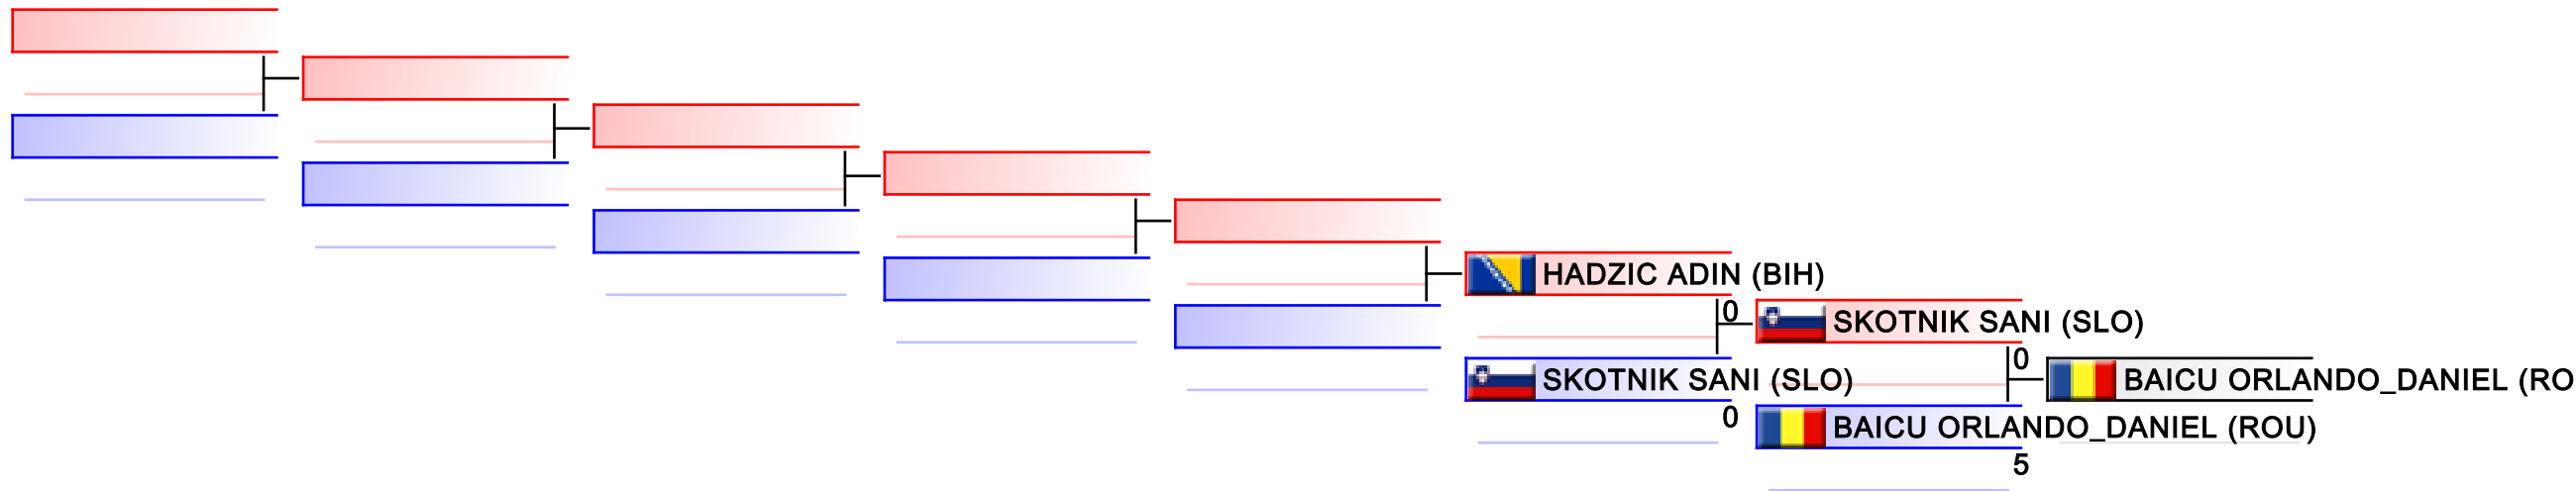 HADZIC ADIN (BIH)
0
SKOTNIK SANI (SLO)
0
SKOTNIK SANI (SLO)
0
BAICU ORLANDO_DANIEL (ROU)
5
BAICU ORLANDO_DANIEL (RO